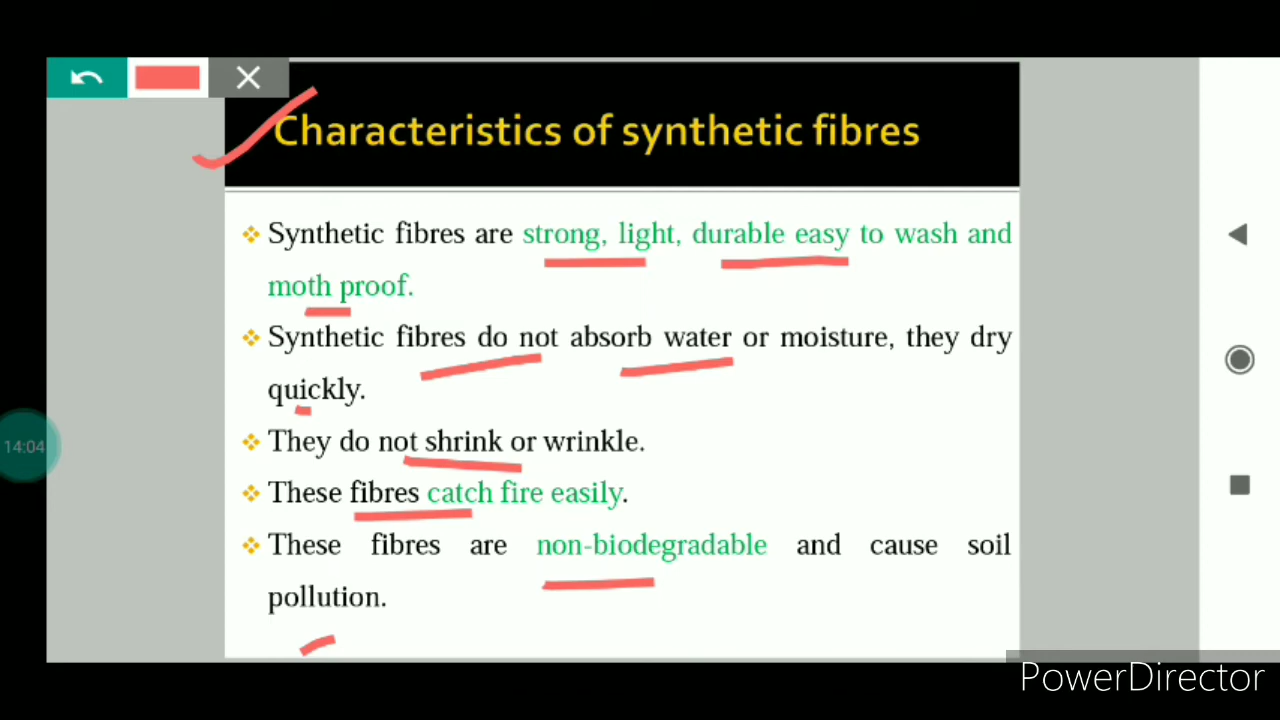 Characteristics of synthetic fibres
❖ Synthetic fibres are strong, light, durable easy to wash and
moth proof.
❖ Synthetic fibres do not absorb water or moisture, they dry
quickly.
❖ They do not shrink or wrinkle.
❖ These fibres catch fire easily.
❖ These fibres are non-biodegradable and cause soil
pollution.
14:04
PowerDirector